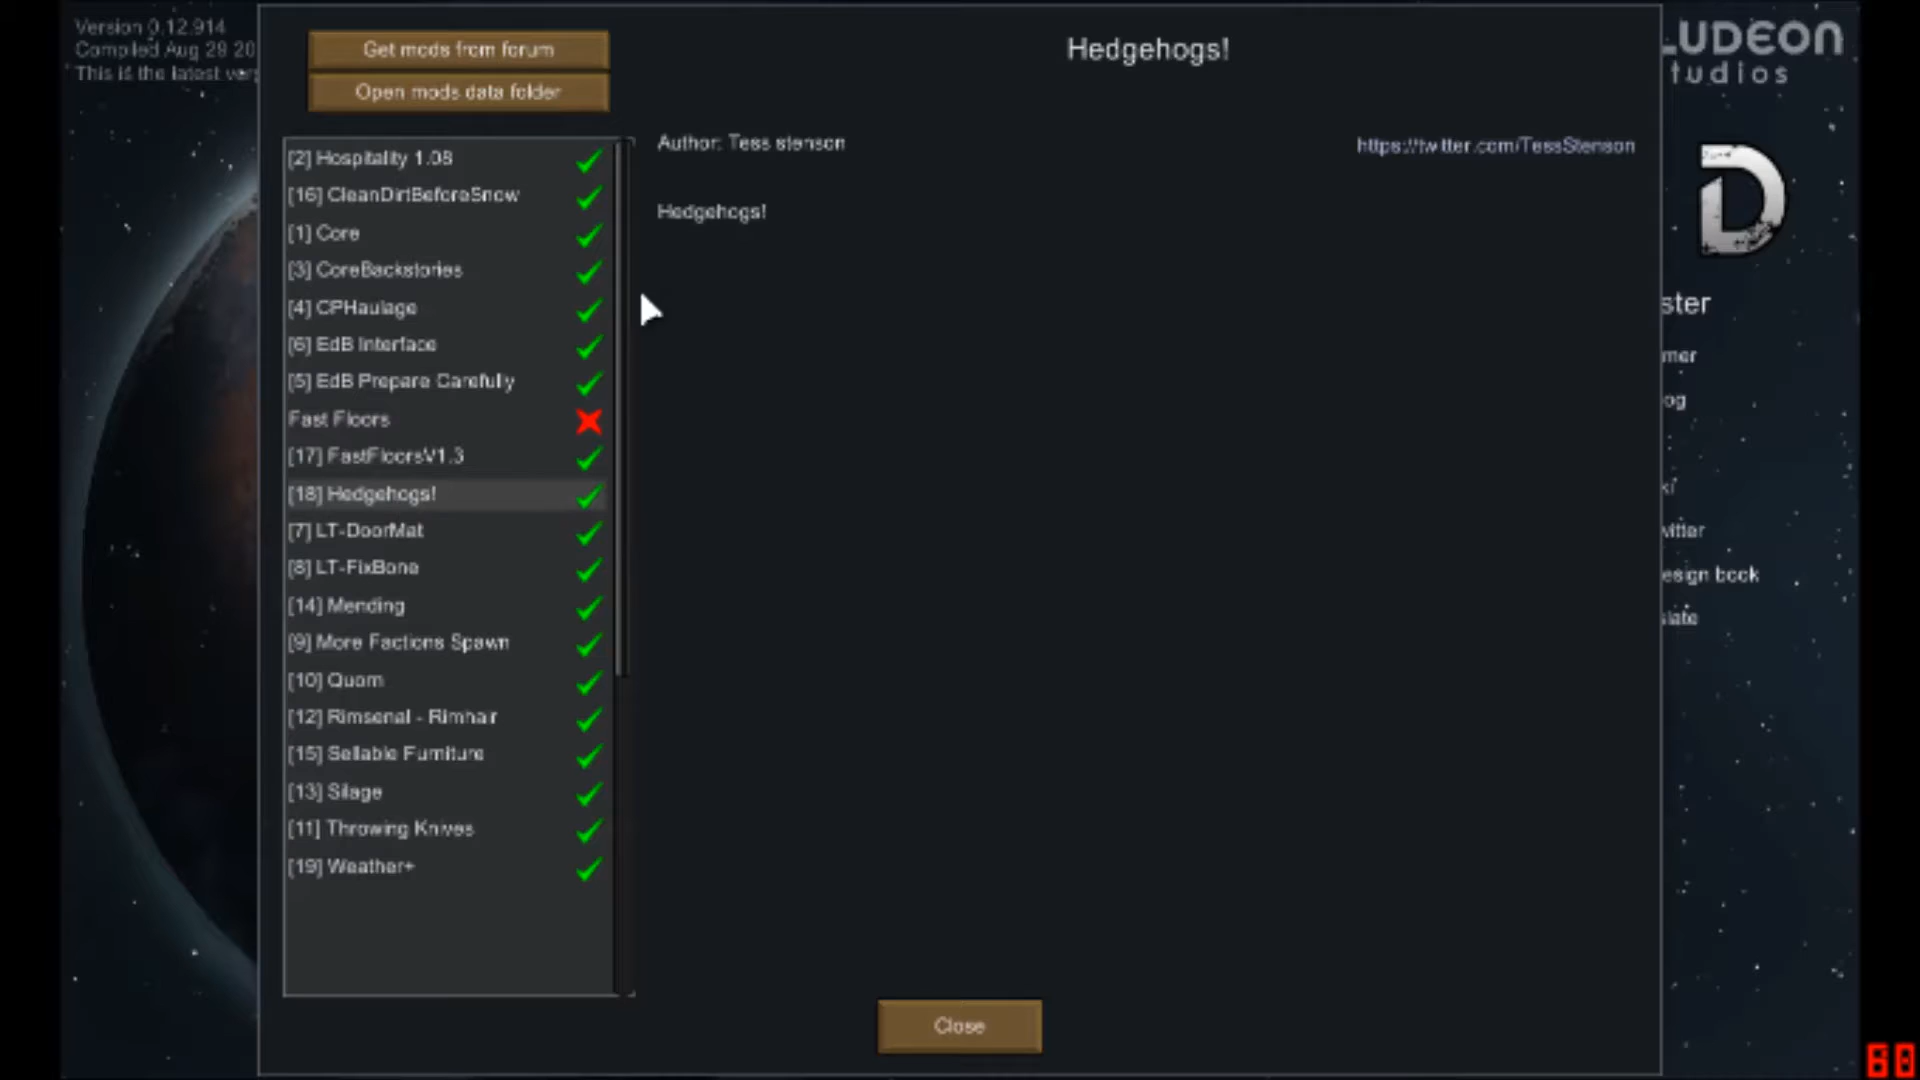 Version 0.12.914
Compiled Aug 29 20
This is the latest ver
Get mods from forum
Open mods data folder
Hedgehogs!
LUDEON
tudios
Author: Tess stenson
https://twitter.com/TessStenson
Hedgehogs!
[2] Hospitality 1.08
[16] CleanDirtBeforeSnow
[1] Core
[3] CoreBackstories
[4] CPHaulage
[6] EdB Interface
[5] EdB Prepare Carefully
Fast Floors
[17] FastFloorsV1.3
[18] Hedgehogs!
[7] LT-DoorMat
[8] LT-FixBone
[14] Mending
[9] More Factions Spawn
[10] Quom
[12] Rimsenal - Rimhair
[15] Sellable Furniture
[13] Silage
[11] Throwing Knives
[19] Weather+
D
ster
mer
og
ki
witter
esign book
slate
Close
60